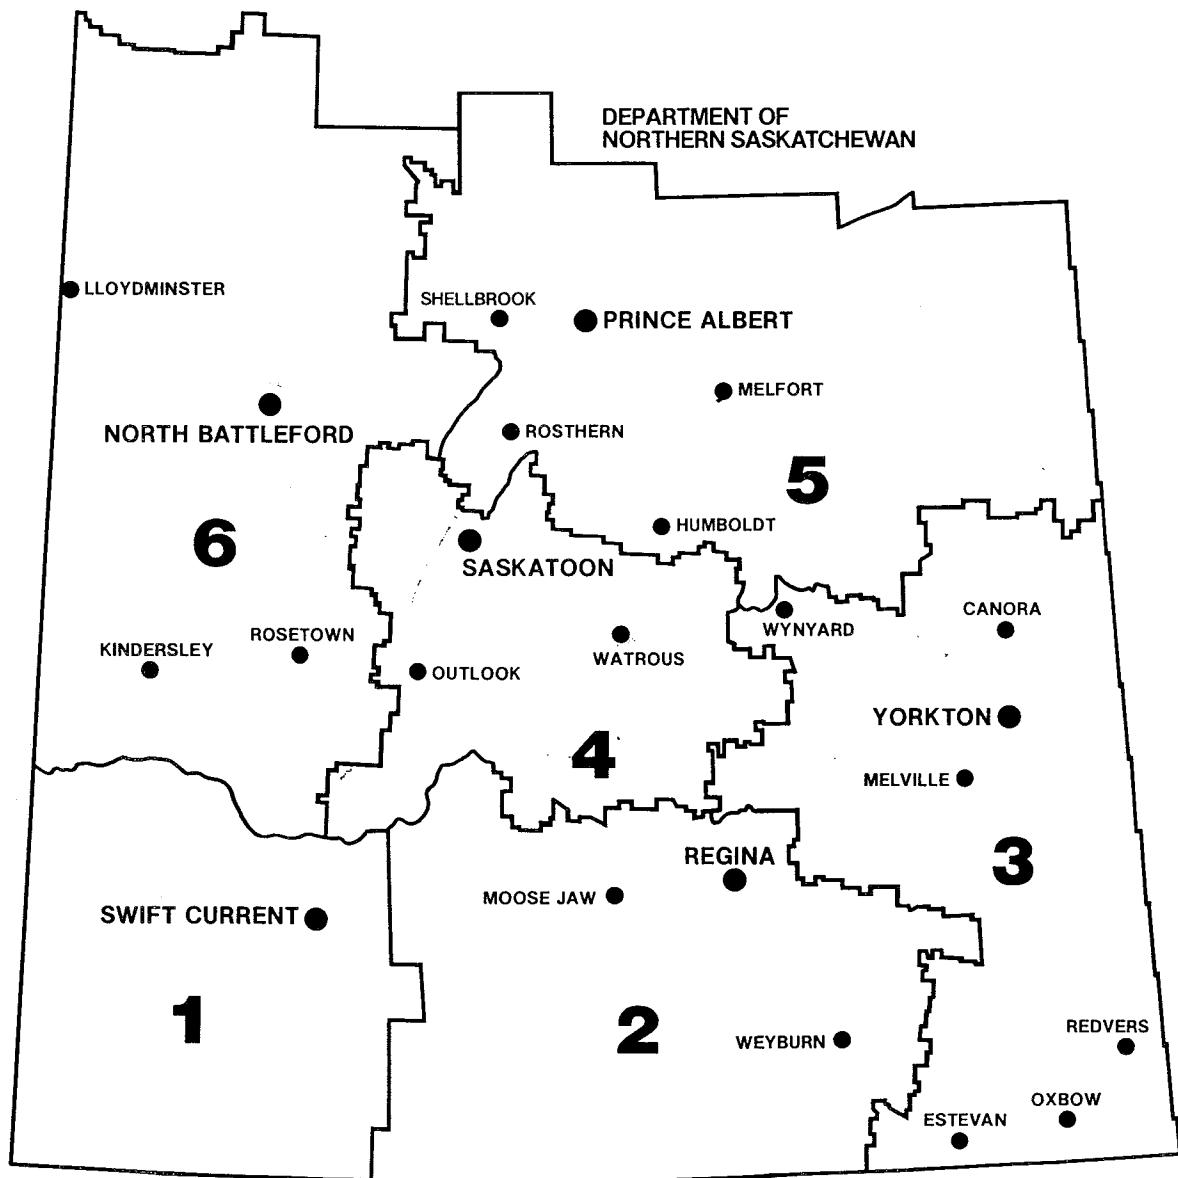 DEPARTMENT OF
NORTHERN SASKATCHEWAN
LLOYDMINSTER
SHELLBROOK
PRINCE ALBERT
MELFORT
NORTH BATTLEFORD
ROSTHERN
5
HUMBOLDT
6
SASKATOON
CANORA
WYNYARD
ROSETOWN
KINDERSLEY
WATROUS
OUTLOOK
YORKTON
4
MELVILLE
REGINA
3
MOOSE JAW
SWIFT CURRENT
1
2
REDVERS
WEYBURN
OXBOW
ESTEVAN